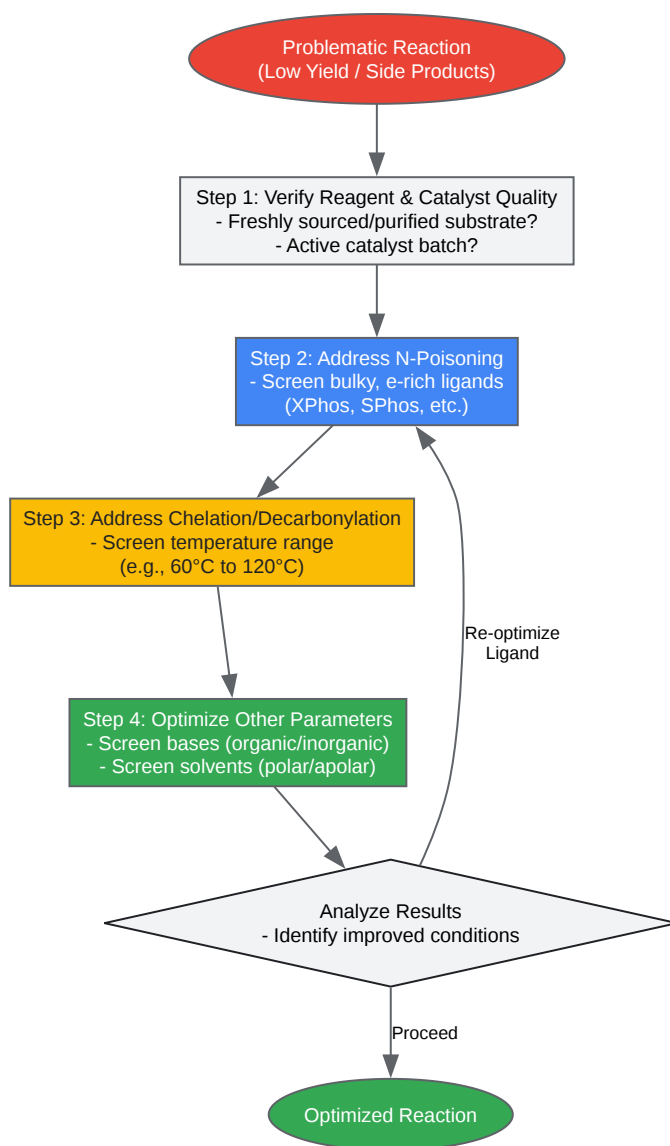 Problematic Reaction
(Low Yield / Side Products)
Step 1: Verify Reagent & Catalyst Quality
- Freshly sourced/purified substrate?
- Active catalyst batch?
Step 2: Address N-Poisoning
- Screen bulky, e-rich ligands
(XPhos, SPhos, etc.)
Step 3: Address Chelation/Decarbonylation
- Screen temperature range
(e.g., 60°C to 120°C)
Re-optimize
Ligand
Step 4: Optimize Other Parameters
- Screen bases (organic/inorganic)
- Screen solvents (polar/apolar)
Analyze Results
- Identify improved conditions
Proceed
Optimized Reaction